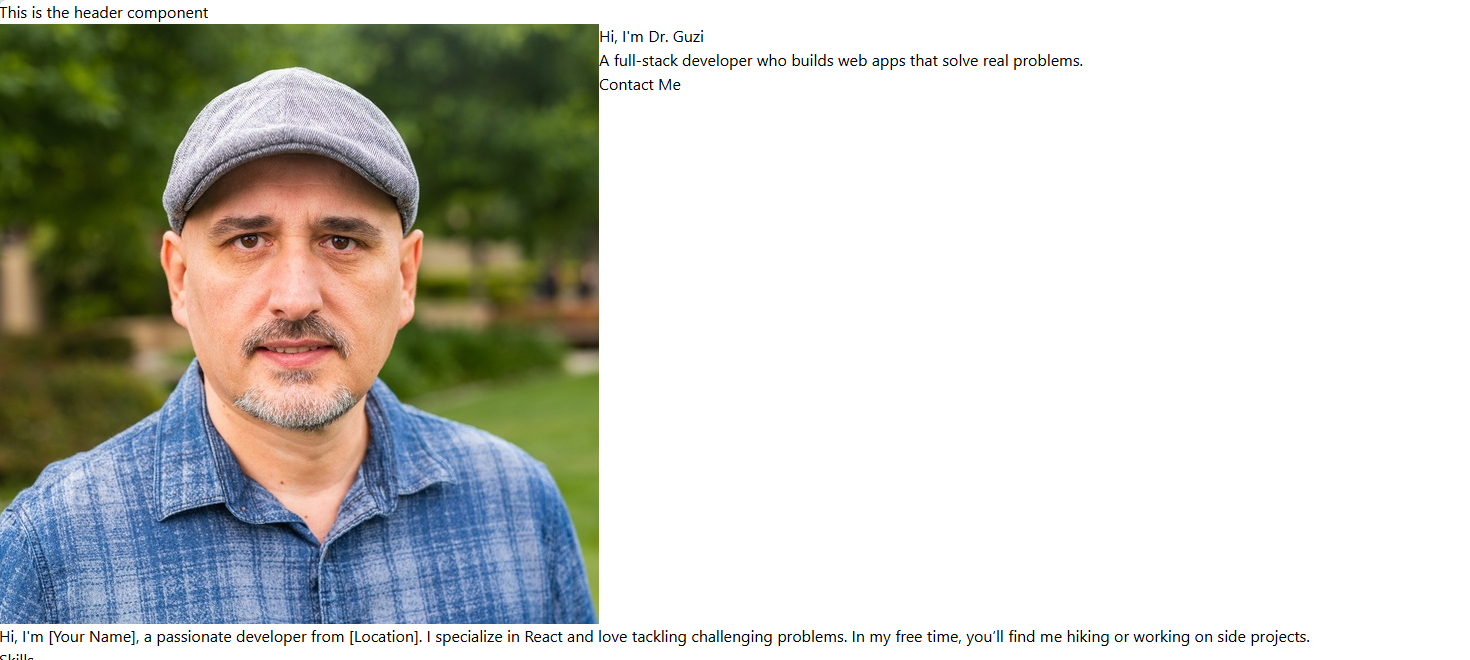 This is the header component
Hi, I'm Dr. Guzi
A full-stack developer who builds web apps that solve real problems.
Contact Me
Hi, I'm [Your Name], a passionate developer from [Location]. I specialize in React and love tackling challenging problems. In my free time, you’ll find me hiking or working on side projects.
Skills